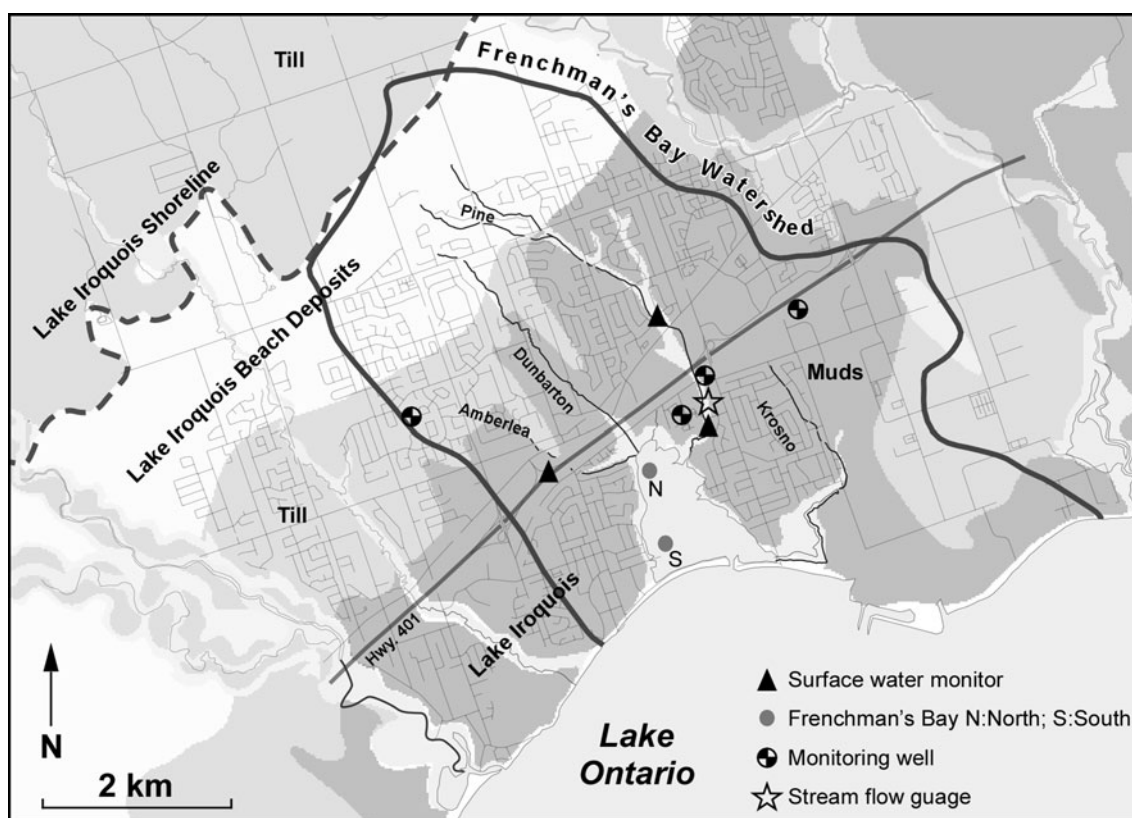 Till
Frenchman's Bay Watershed
Lake Iroquois Shoreline
Pine
Lake Iroquois Beach Deposits
Dunbarton
Muds
Amberlea
Krosno
N
Till
S
Hwy. 401
Lake Iroquois
N
2 km
Lake
Ontario
Surface water monitor
Frenchman's Bay N:North; S:South
Monitoring well
Stream flow guage